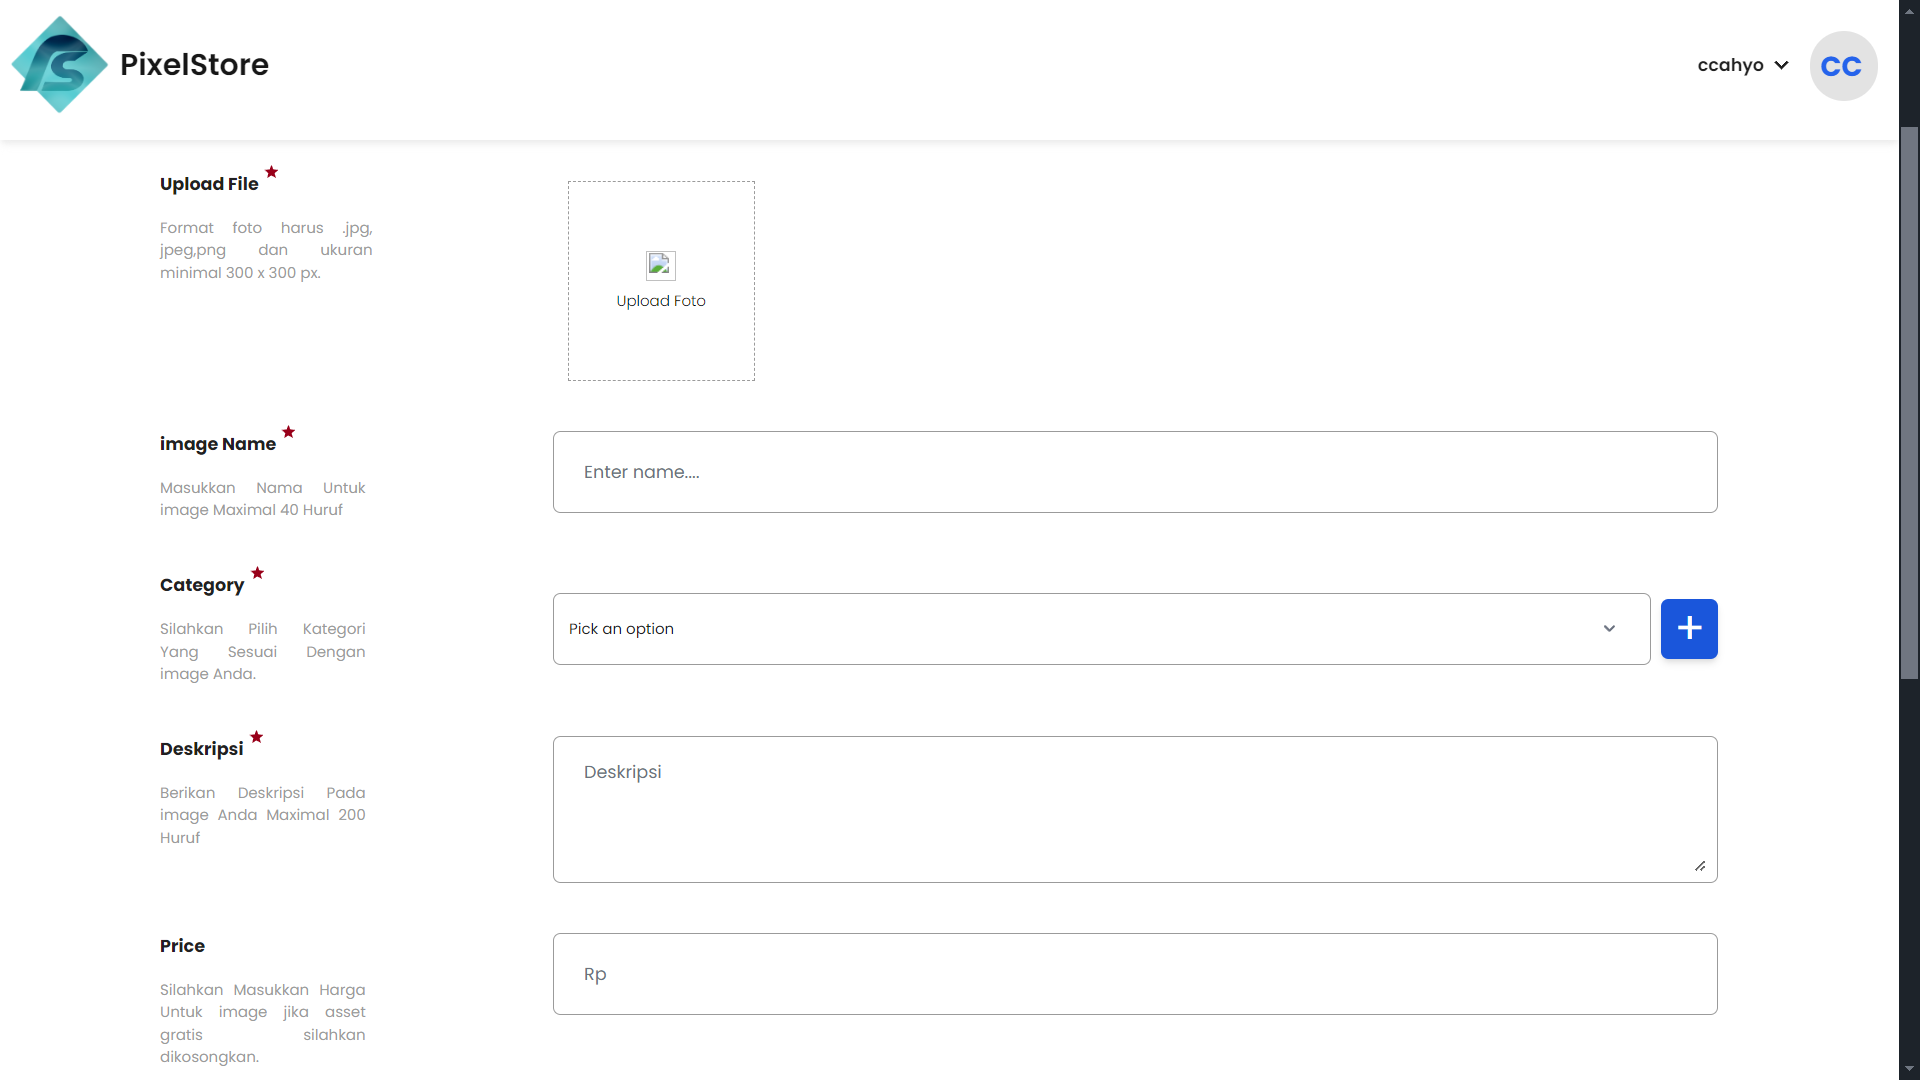 PixelStore
ccahyo
CC
Upload File
Format foto harus .jpg,
jpeg,png dan ukuran
minimal 300 x 300 px.
Upload Foto
image Name
Masukkan Nama Untuk
image Maximal 40 Huruf
Enter name....
Category
Silahkan Pilih Kategori
Yang Sesuai Dengan
image Anda.
Pick an option
Deskripsi
Berikan Deskripsi Pada
image Anda Maximal 200
Huruf
Deskripsi
Price
Silahkan Masukkan Harga
Untuk image jika asset
gratis silahkan
dikosongkan.
Rp